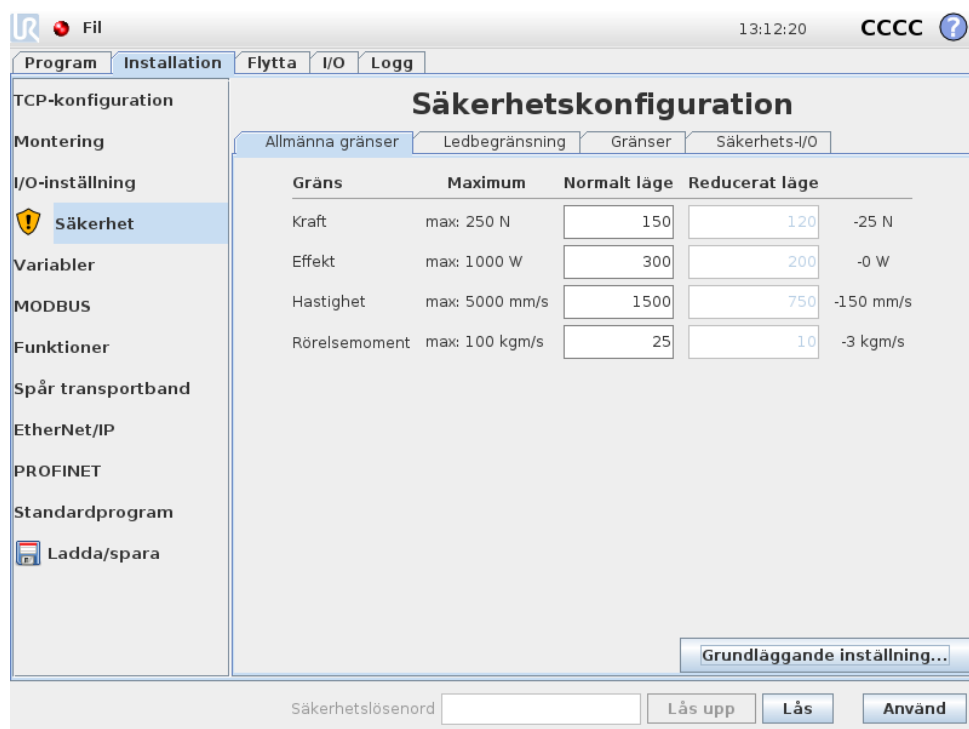 UR Fil 13:12:20 CCCC ?
Program Installation Flytta I/O Logg
TCP-konfiguration
Montering
I/O-inställning
Säkerhet
Variabler
MODBUS
Funktioner
Spår transportband
EtherNet/IP
PROFINET
Standardprogram
Ladda/spara
Säkerhetskonfiguration
Allmänna gränser Ledbegränsning Gränser Säkerhets-I/O
Gräns Maximum Normalt läge Reducerat läge
Kraft max: 250 N 150 120 -25 N
Effekt max: 1000 W 300 200 -0 W
Hastighet max: 5000 mm/s 1500 750 -150 mm/s
Rörelsemoment max: 100 kgm/s 25 10 -3 kgm/s
Grundläggande inställning...
Säkerhetslösenord Lås upp Lås Använd